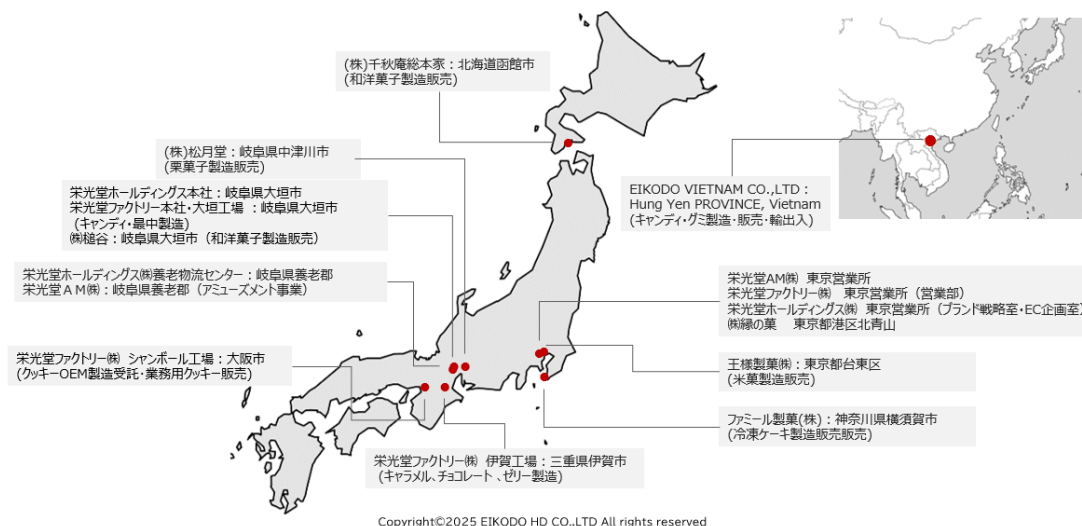 (株)千秋庵総本家：北海道函館市
(和洋菓子製造販売)
(株)松月堂：岐阜県中津川市
(栗菓子製造販売)
栄光堂ホールディングス本社：岐阜県大垣市
栄光堂ファクトリー本社・大垣工場 ：岐阜県大垣市
(キャンディ・最中製造)
㈱槌谷：岐阜県大垣市（和洋菓子製造販売）
栄光堂ホールディングス㈱養老物流センター：岐阜県養老郡
栄光堂ＡＭ㈱：岐阜県養老郡（アミューズメント事業）
栄光堂ファクトリー㈱ シャンボール工場：大阪市
(クッキーOEM製造受託・業務用クッキー販売)
栄光堂ファクトリー㈱ 伊賀工場：三重県伊賀市
(キャラメル、チョコレート 、ゼリー製造)
EIKODO VIETNAM CO.,LTD：
Hung Yen PROVINCE, Vietnam
(キャンディ・グミ製造・販売・輸出入)
栄光堂AM㈱ 東京営業所
栄光堂ファクトリー㈱ 東京営業所（営業部）
栄光堂ホールディングス㈱ 東京営業所（ブランド戦略室・EC企画室）
㈱縁の菓 東京都港区北青山
王様製菓㈱：東京都台東区
(米菓製造販売)
ファミール製菓(株)：神奈川県横須賀市
(冷凍ケーキ製造販売販売)
Copyright©2025 EIKODO HD CO.,LTD All rights reserved